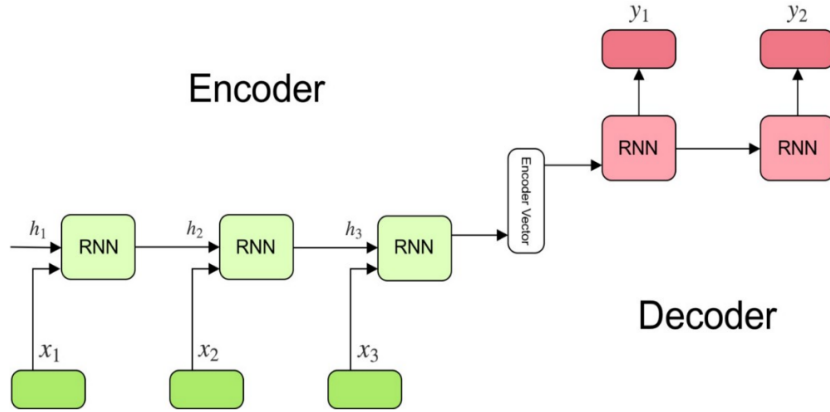 y₁
y₂
Encoder
RNN
RNN
Encoder Vector
h₁
h₂
h₃
RNN
RNN
RNN
Decoder
x₁
x₂
x₃